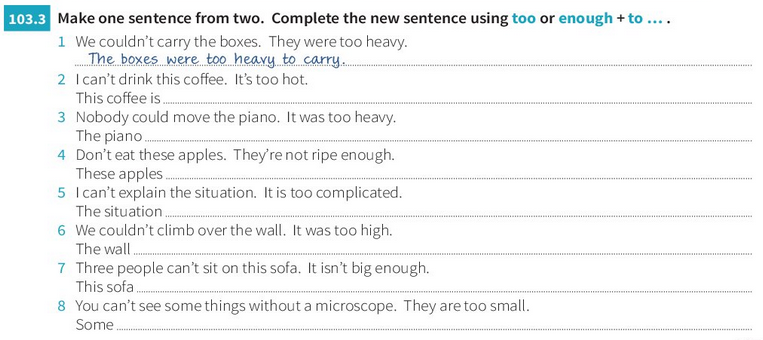 103.3 Make one sentence from two. Complete the new sentence using too or enough + to … .
1 We couldn't carry the boxes. They were too heavy.
The boxes were too heavy to carry.
2 I can't drink this coffee. It's too hot.
This coffee is
3 Nobody could move the piano. It was too heavy.
The piano
4 Don't eat these apples. They're not ripe enough.
These apples
5 I can't explain the situation. It is too complicated.
The situation
6 We couldn't climb over the wall. It was too high.
The wall
7 Three people can't sit on this sofa. It isn't big enough.
This sofa
8 You can't see some things without a microscope. They are too small.
Some